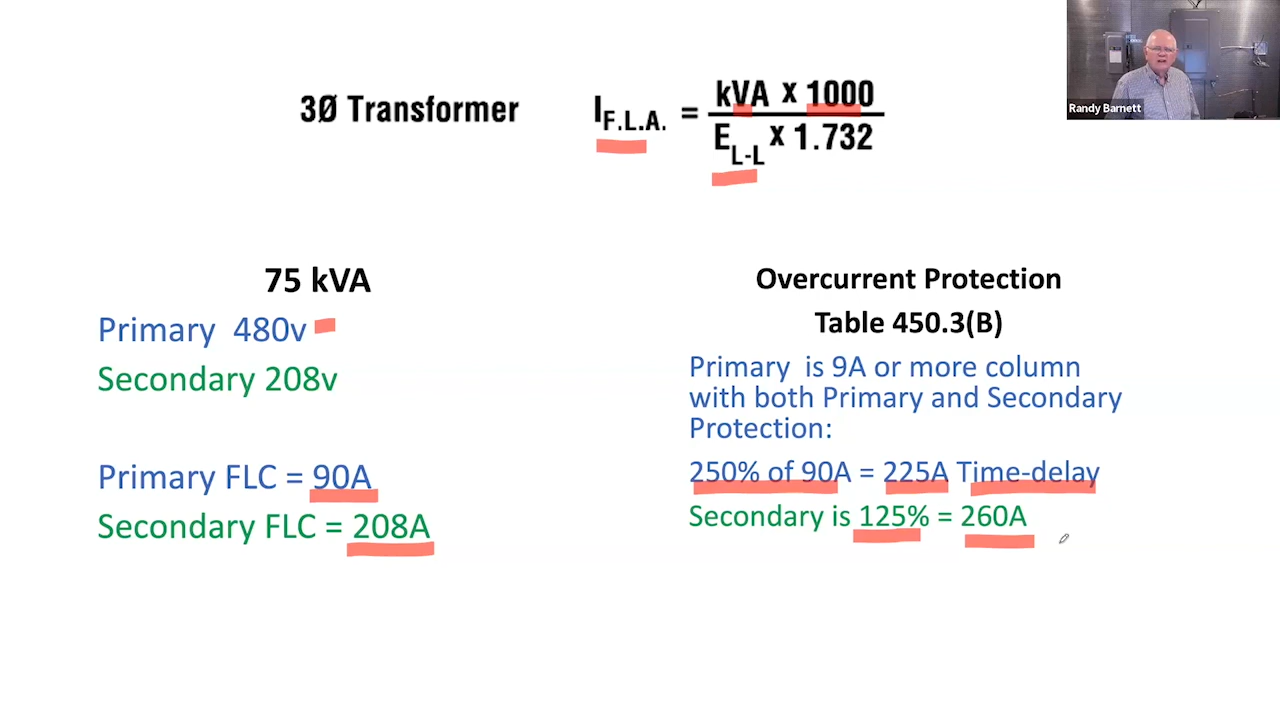 3Ø Transformer
I F.L.A. = kVA x 1000
E L-L x 1.732
Randy Barnett
75 kVA
Primary 480v
Secondary 208v
Primary FLC = 90A
Secondary FLC = 208A
Overcurrent Protection
Table 450.3(B)
Primary is 9A or more column
with both Primary and Secondary
Protection:
250% of 90A = 225A Time-delay
Secondary is 125% = 260A